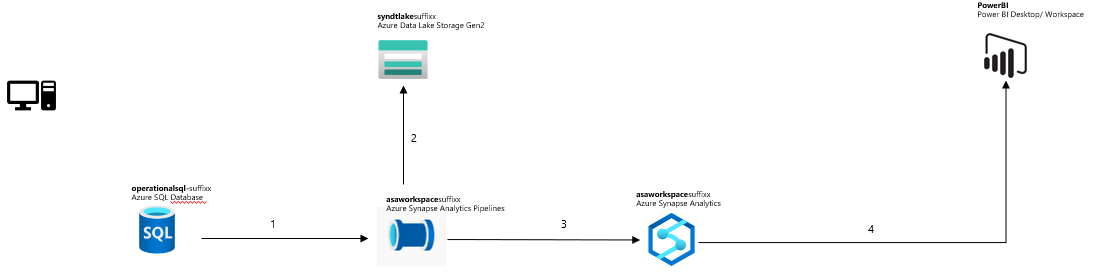 PowerBI
Power BI Desktop/ Workspace
syndtlakesuffixx
Azure Data Lake Storage Gen2
2
operationalsql-suffixx
Azure SQL Database
SQL
1
asaworkspacesuffixx
Azure Synapse Analytics Pipelines
3
asaworkspacesuffixx
Azure Synapse Analytics
4